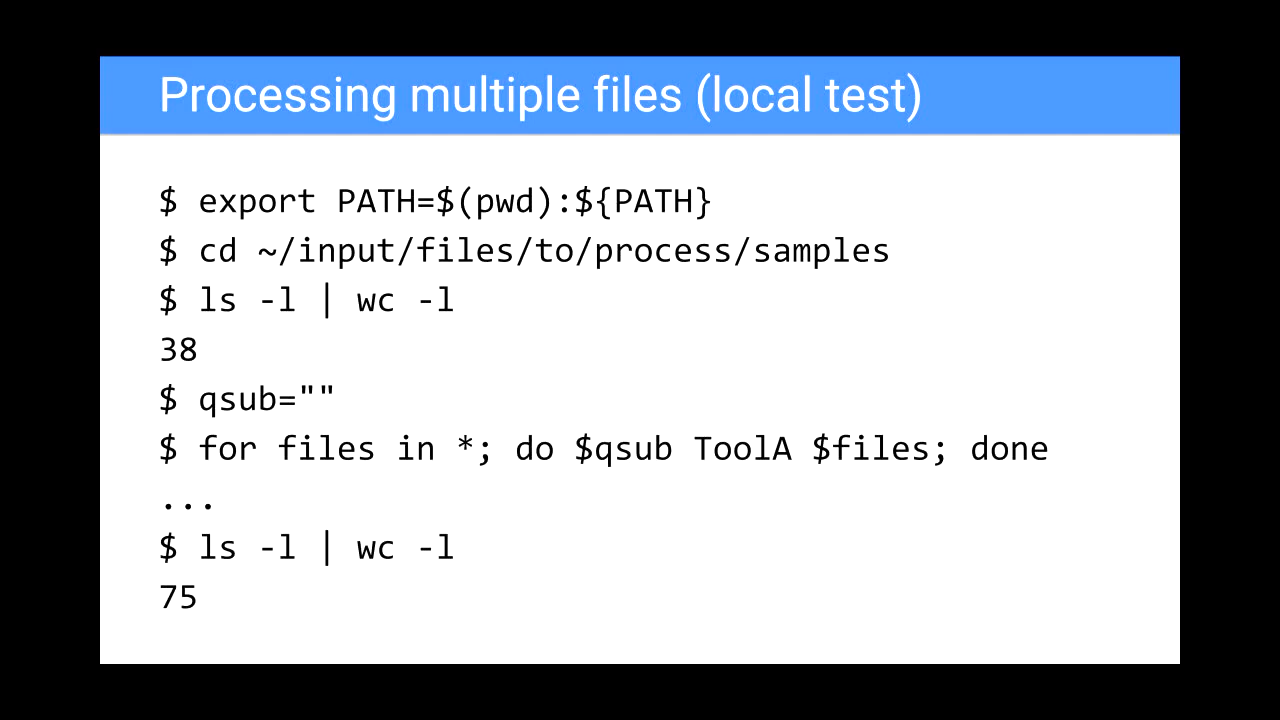 Processing multiple files (local test)
$ export PATH=$(pwd):${PATH}
$ cd ~/input/files/to/process/samples
$ ls -l | wc -l
38
$ qsub=""
$ for files in *; do $qsub ToolA $files; done
...
$ ls -l | wc -l
75